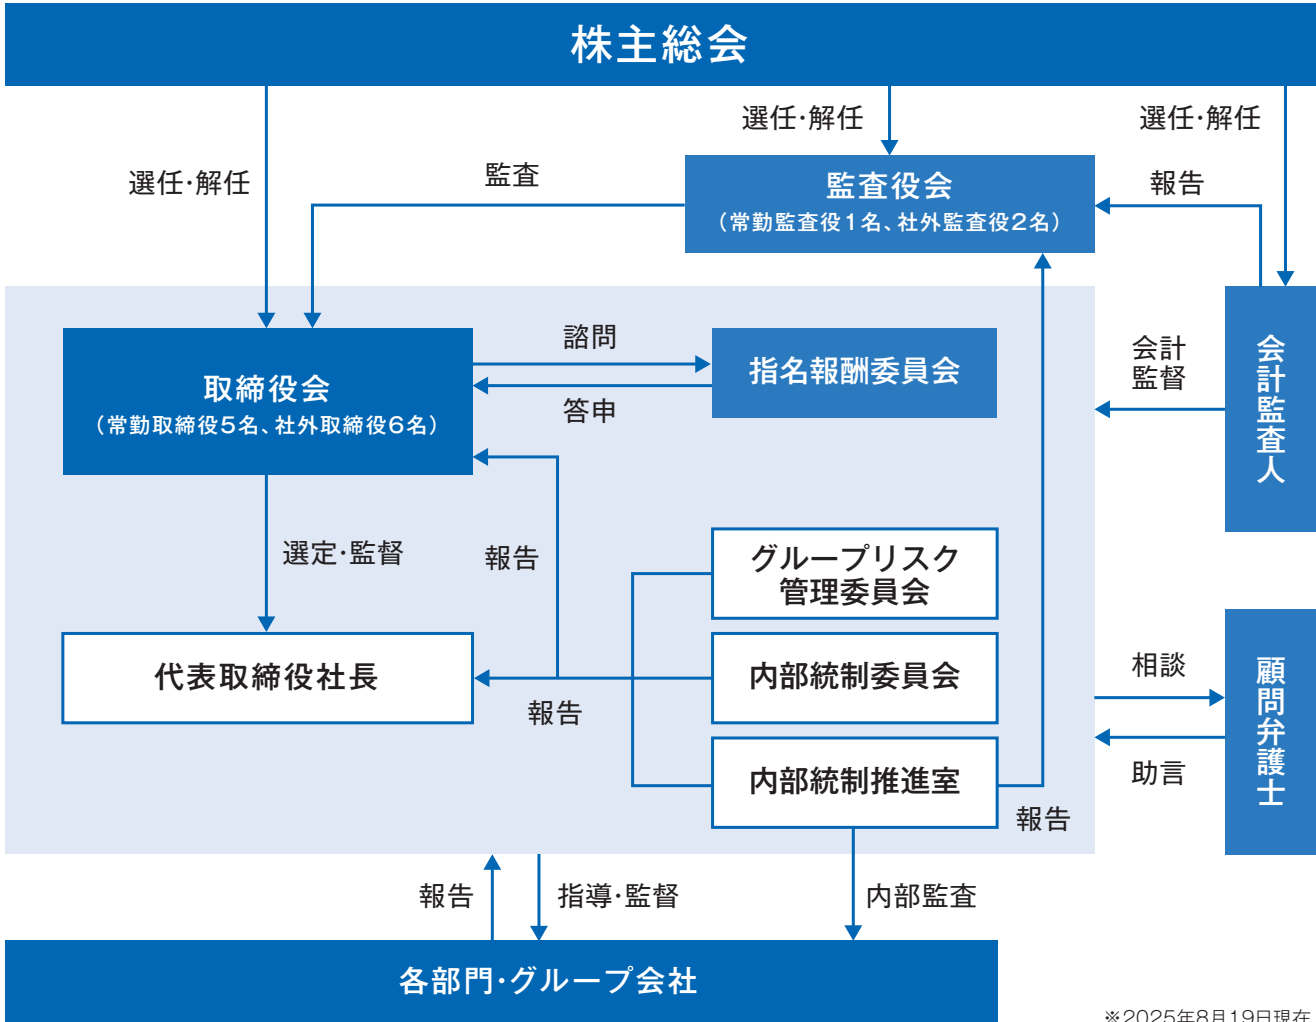 株主総会
選任・解任
選任・解任
選任・解任
監査
監査役会
(常勤監査役1名、社外監査役2名)
報告
取締役会
(常勤取締役5名、社外取締役6名)
諮問
答申
指名報酬委員会
会計
監督
会計監査人
選定・監督
報告
グループリスク
管理委員会
代表取締役社長
報告
内部統制委員会
内部統制推進室
報告
相談
助言
顧問弁護士
報告
指導・監督
内部監査
各部門・グループ会社
※2025年8月19日現在